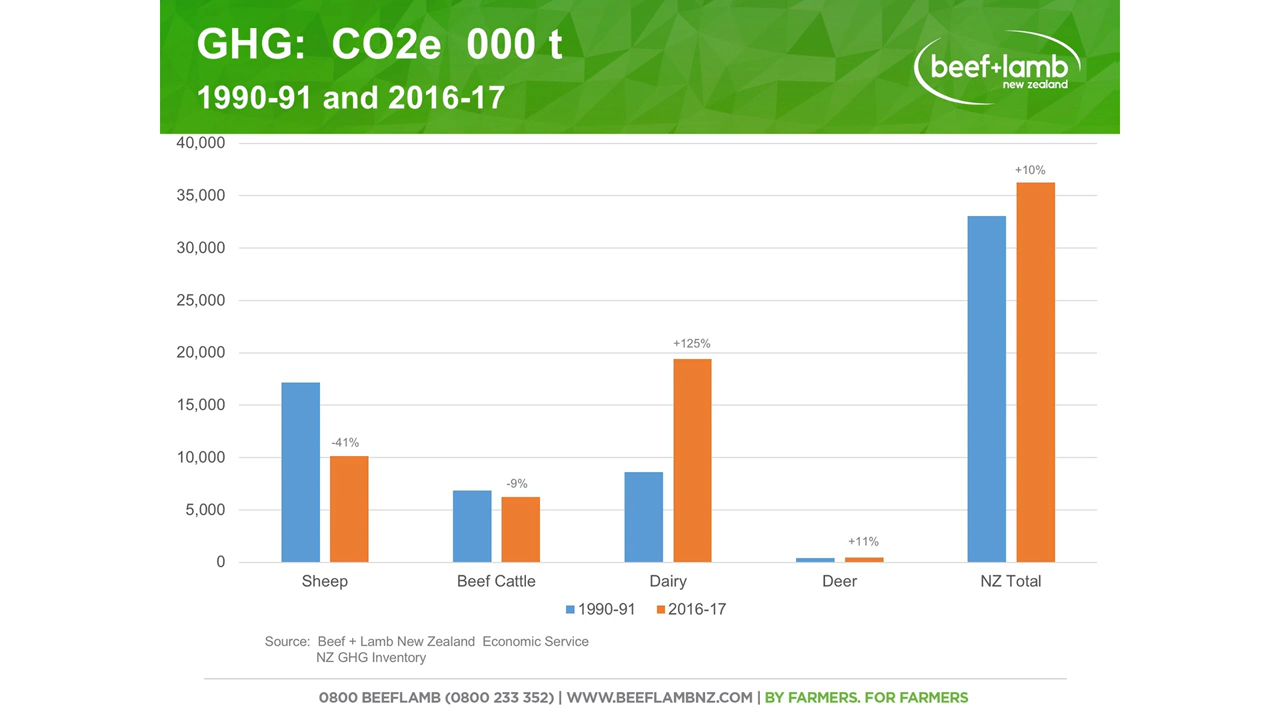 GHG: CO2e 000 t
1990-91 and 2016-17
beef+lamb
new zealand
40,000
35,000
30,000
25,000
20,000
15,000
10,000
5,000
0
-41%
-9%
+125%
+11%
+10%
Sheep
Beef Cattle
Dairy
Deer
NZ Total
1990-91
2016-17
Source: Beef + Lamb New Zealand Economic Service
NZ GHG Inventory
0800 BEEFLAMB (0800 233 352) | WWW.BEEFLAMBNZ.COM | BY FARMERS. FOR FARMERS